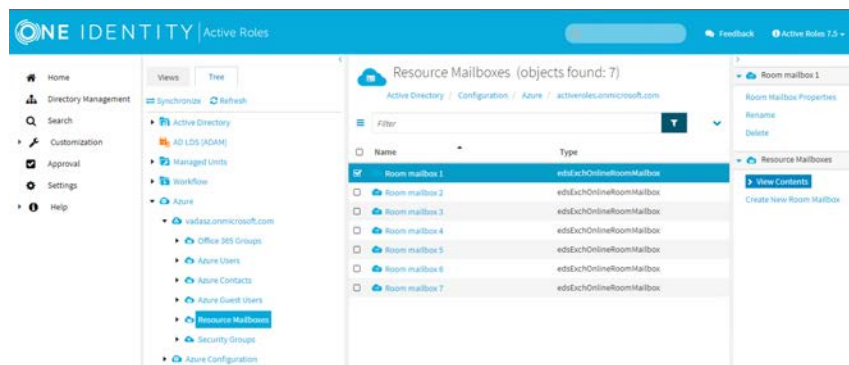 ONE IDENTITY | Active Roles
Feedback
Active Roles 7.5
Home
Directory Management
Search
Customization
Approval
Settings
Help
Views
Tree
Synchronize
Refresh
Active Directory
AD LDS (ADAM)
Managed Units
Workflow
Azure
vadasz.onmicrosoft.com
Office 365 Groups
Azure Users
Azure Contacts
Azure Guest Users
Resource Mailboxes
Security Groups
Azure Configuration
Resource Mailboxes (objects found: 7)
Active Directory / Configuration / Azure / activeroles.onmicrosoft.com
Filter
Name Type
Room mailbox 1 edsExchOnlineRoomMailbox
Room mailbox 2 edsExchOnlineRoomMailbox
Room mailbox 3 edsExchOnlineRoomMailbox
Room mailbox 4 edsExchOnlineRoomMailbox
Room mailbox 5 edsExchOnlineRoomMailbox
Room mailbox 6 edsExchOnlineRoomMailbox
Room mailbox 7 edsExchOnlineRoomMailbox
Room mailbox 1
Room Mailbox Properties
Rename
Delete
Resource Mailboxes
View Contents
Create New Room Mailbox